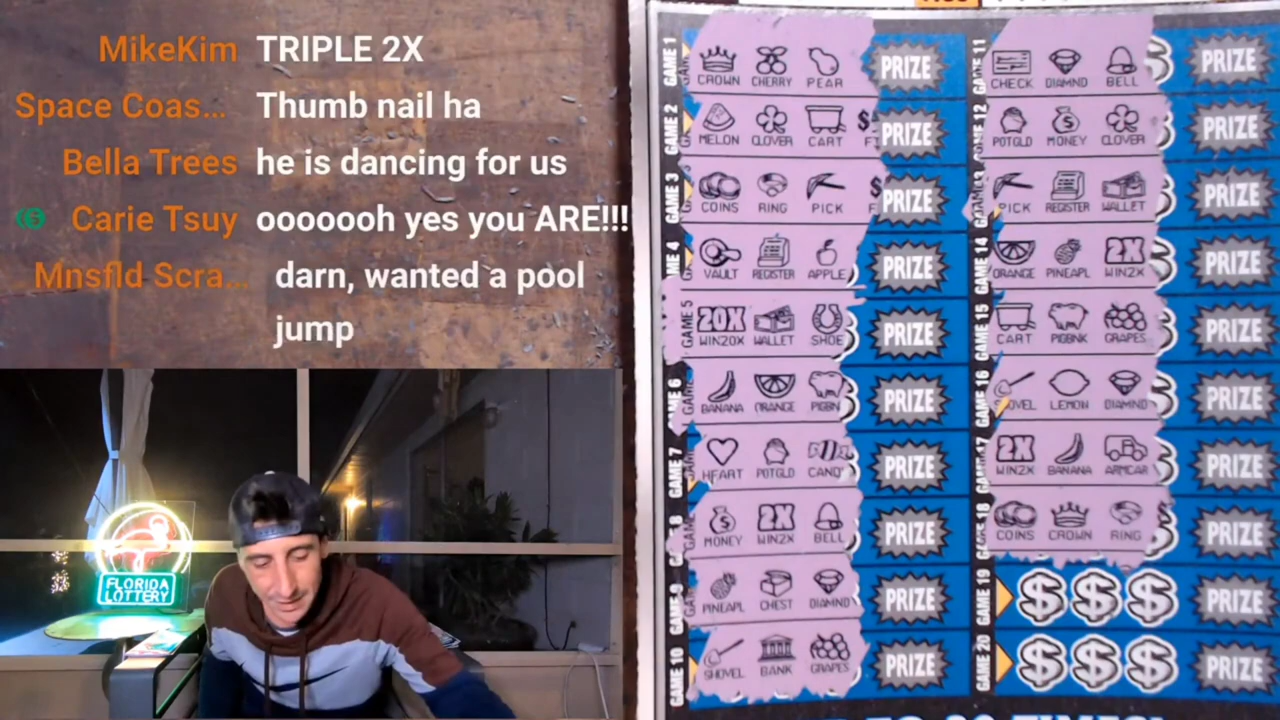 MikeKim TRIPLE 2X
Space Coas... Thumb nail ha
Bella Trees he is dancing for us
Carie Tsuy ooooooh yes you ARE!!!
Mnsfld Scra... darn, wanted a pool
jump
FLORIDA
LOTTERY
GAME 1
CROWN CHERRY PEAR
PRIZE
GAME 2
MELON CLOVER CART
PRIZE
GAME 3
COINS RING PICK
PRIZE
GAME 4
VAULT REGISTER APPLE
PRIZE
GAME 5
20X
WIN20X WALLET SHOE
PRIZE
GAME 6
BANANA ORANGE PIGBN
PRIZE
GAME 7
HEART POTGLD CANDY
PRIZE
8
2X
MONEY WIN2X BELL
PRIZE
GAME 9
PINEAPL CHEST DIAMND
PRIZE
GAME 10
SHOVEL BANK GRAPES
PRIZE
GAME 11
CHECK DIAMND BELL
PRIZE
GAME 12
POTGLD MONEY CLOVER
PRIZE
PICK REGISTER WALLET
PRIZE
GAME 14
2X
ORANGE PINEAPL WIN2X
PRIZE
GAME 15
CART PIGBNK GRAPES
PRIZE
GAME 16
SHOVEL LEMON DIAMND
PRIZE
GAME 17
2X
WIN2X BANANA ARMCAR
PRIZE
GAME 18
COINS CROWN RING
PRIZE
GAME 19
$ $ $
PRIZE
GAME 20
$ $ $
PRIZE